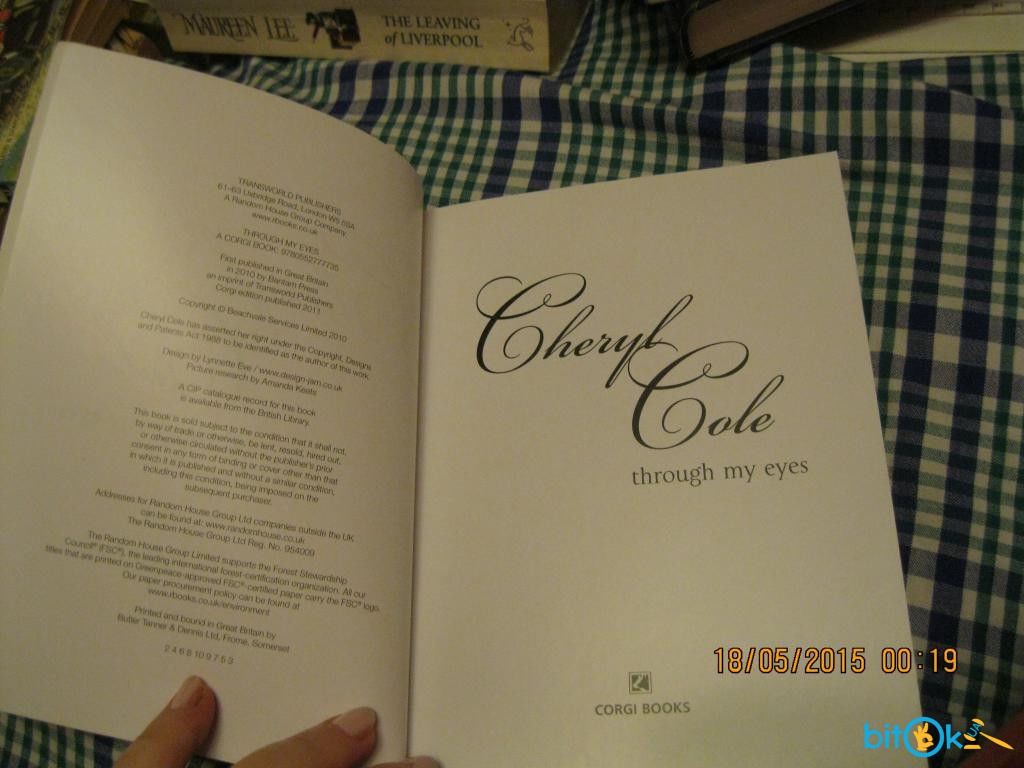 MAUREEN LEE
THE LEAVING
of LIVERPOOL
TRANSWORLD PUBLISHERS
61–63 Uxbridge Road, London W5 5SA
A Random House Group Company
www.rbooks.co.uk
THROUGH MY EYES
A CORGI BOOK: 9780552777735
First published in Great Britain
in 2010 by Bantam Press
an imprint of Transworld Publishers
Corgi edition published 2011
Copyright © Beachvale Services Limited 2010
Cheryl Cole has asserted her right under the Copyright, Designs
and Patents Act 1988 to be identified as the author of this work.
Design by Lynnette Eve / www.design-jam.co.uk
Picture research by Amanda Keats
A CIP catalogue record for this book
is available from the British Library.
This book is sold subject to the condition that it shall not,
by way of trade or otherwise, be lent, resold, hired out,
or otherwise circulated without the publisher's prior
consent in any form of binding or cover other than that
in which it is published and without a similar condition,
including this condition, being imposed on the
subsequent purchaser.
Addresses for Random House Group Ltd companies outside the UK
can be found at: www.randomhouse.co.uk
The Random House Group Ltd Reg. No. 954009
The Random House Group Limited supports the Forest Stewardship
Council® (FSC®), the leading international forest-certification organization. All our
titles that are printed on Greenpeace-approved FSC®-certified paper carry the FSC® logo.
Our paper procurement policy can be found at
www.rbooks.co.uk/environment
Printed and bound in Great Britain by
Butler Tanner & Dennis Ltd, Frome, Somerset
2 4 6 8 10 9 7 5 3
Cheryl
Cole
through my eyes
CORGI BOOKS
18/05/2015 00:19
bitOk UA